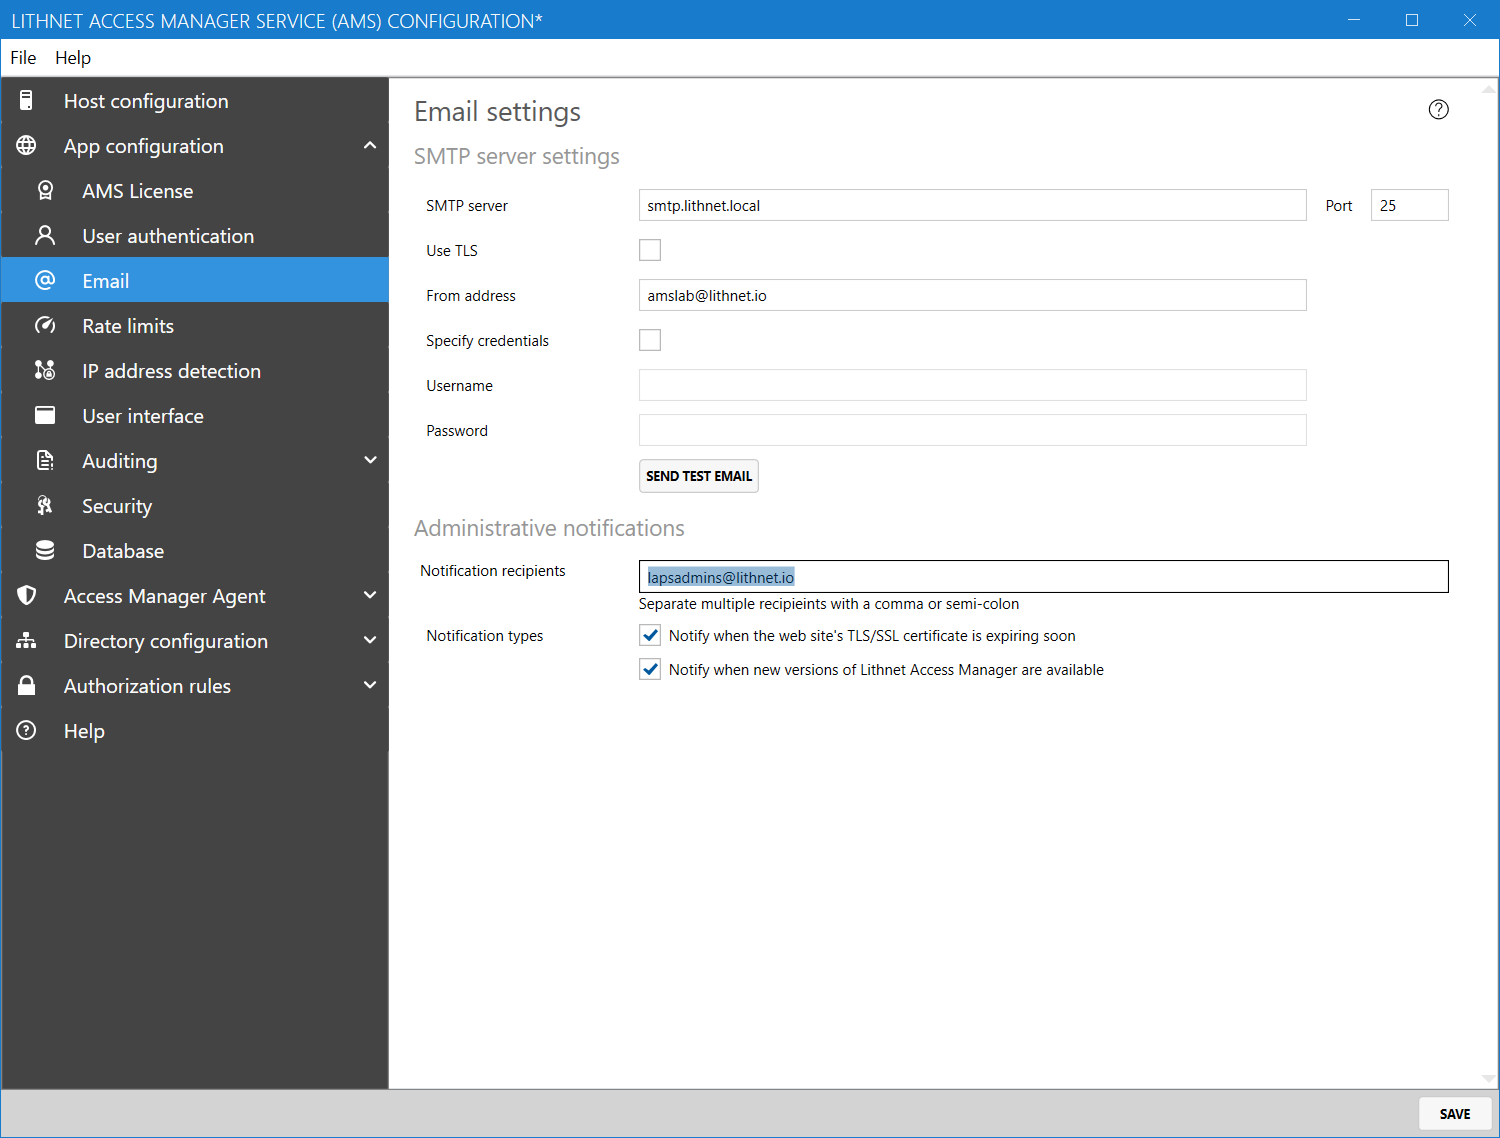 LITHNET ACCESS MANAGER SERVICE (AMS) CONFIGURATION*
File Help
Host configuration
App configuration
AMS License
User authentication
Email
Rate limits
IP address detection
User interface
Auditing
Security
Database
Access Manager Agent
Directory configuration
Authorization rules
Help
Email settings
SMTP server settings
SMTP server smtp.lithnet.local Port 25
Use TLS
From address amslab@lithnet.io
Specify credentials
Username
Password
SEND TEST EMAIL
Administrative notifications
Notification recipients lapsadmins@lithnet.io
Separate multiple recipieints with a comma or semi-colon
Notification types Notify when the web site's TLS/SSL certificate is expiring soon
Notify when new versions of Lithnet Access Manager are available
SAVE